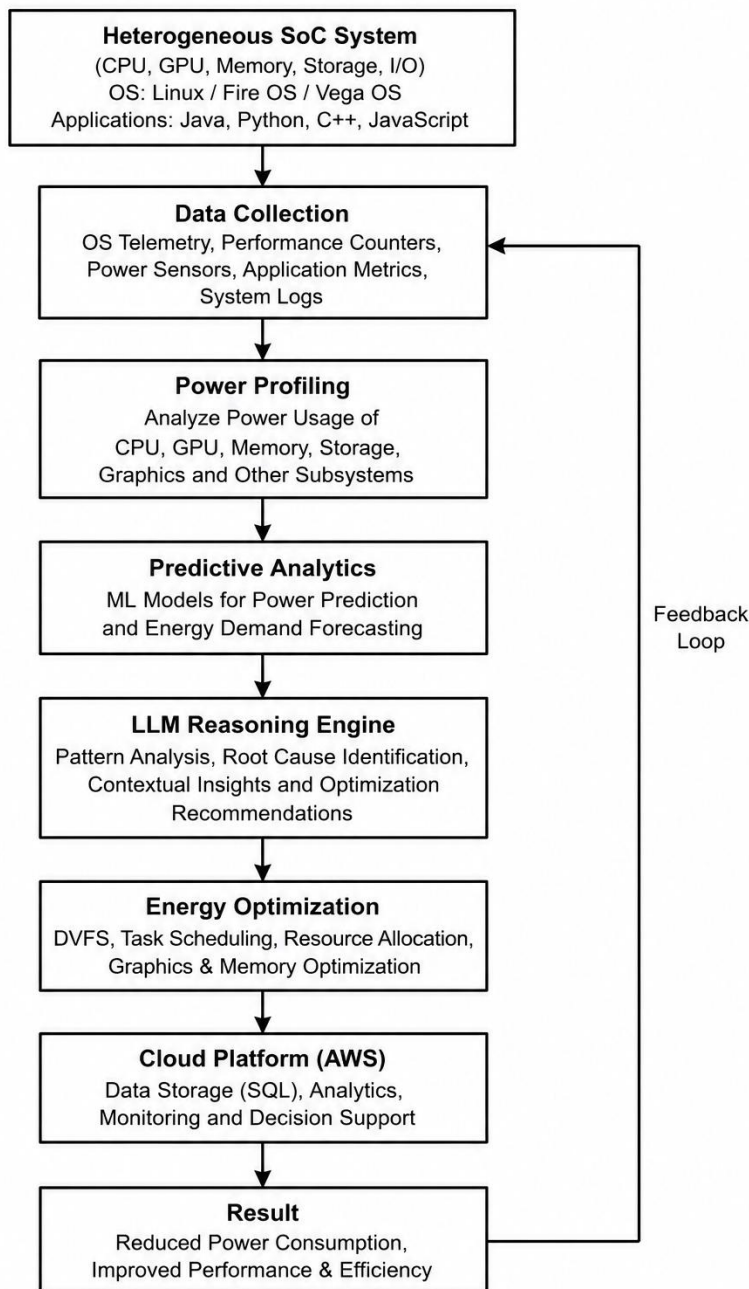 Heterogeneous SoC System
(CPU, GPU, Memory, Storage, I/O)
OS: Linux / Fire OS / Vega OS
Applications: Java, Python, C++, JavaScript
Data Collection
OS Telemetry, Performance Counters,
Power Sensors, Application Metrics,
System Logs
Power Profiling
Analyze Power Usage of
CPU, GPU, Memory, Storage,
Graphics and Other Subsystems
Predictive Analytics
ML Models for Power Prediction
and Energy Demand Forecasting
LLM Reasoning Engine
Pattern Analysis, Root Cause Identification,
Contextual Insights and Optimization
Recommendations
Energy Optimization
DVFS, Task Scheduling, Resource Allocation,
Graphics & Memory Optimization
Cloud Platform (AWS)
Data Storage (SQL), Analytics,
Monitoring and Decision Support
Result
Reduced Power Consumption,
Improved Performance & Efficiency
Feedback
Loop